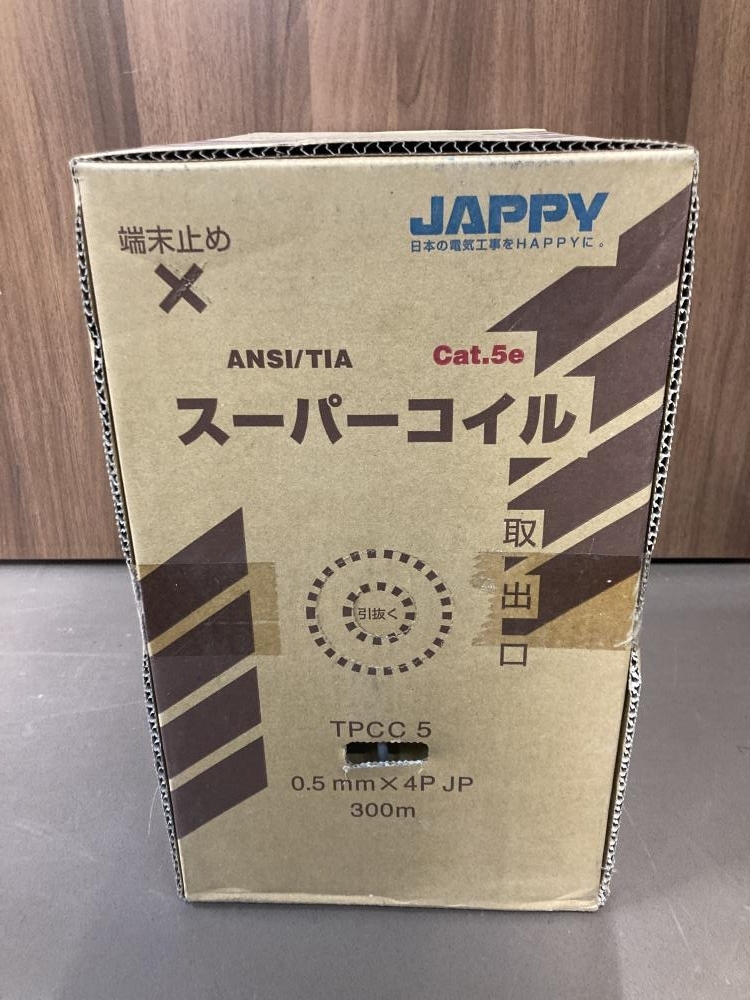 JAPPY
日本の電気工事をHAPPYに。
端末止め
ANSI/TIA Cat.5e
スーパーコイル
取出口
引抜く
TPCC 5
0.5 mm×4P JP
300m